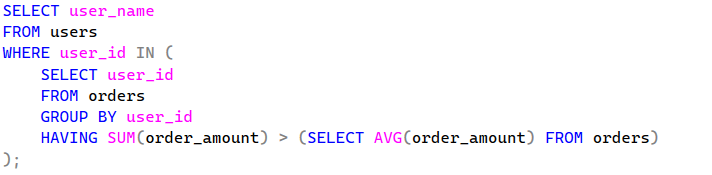 SELECT user_name
FROM users
WHERE user_id IN (
    SELECT user_id
    FROM orders
    GROUP BY user_id
    HAVING SUM(order_amount) > (SELECT AVG(order_amount) FROM orders)
);